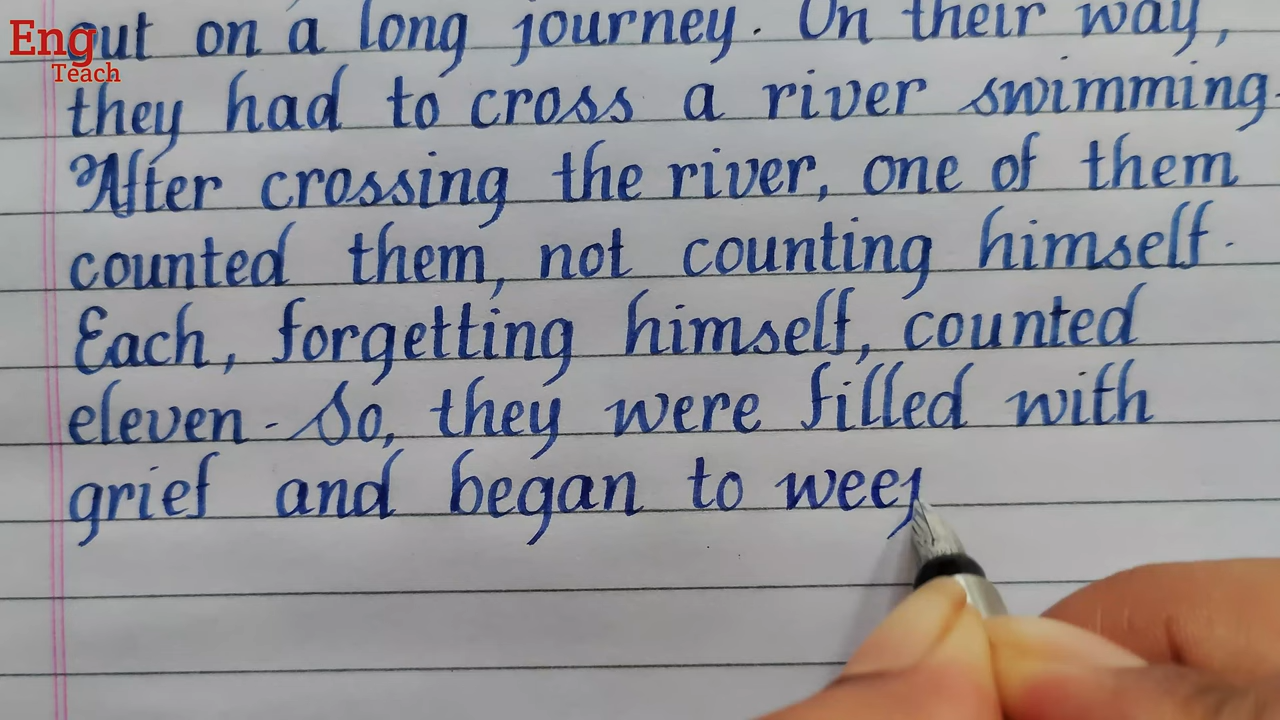 Eng
Teach
out on a long journey. On their way,
they had to cross a river swimming.
After crossing the river, one of them
counted them, not counting himself.
Each, forgetting himself, counted
eleven. So, they were filled with
grief and began to weep